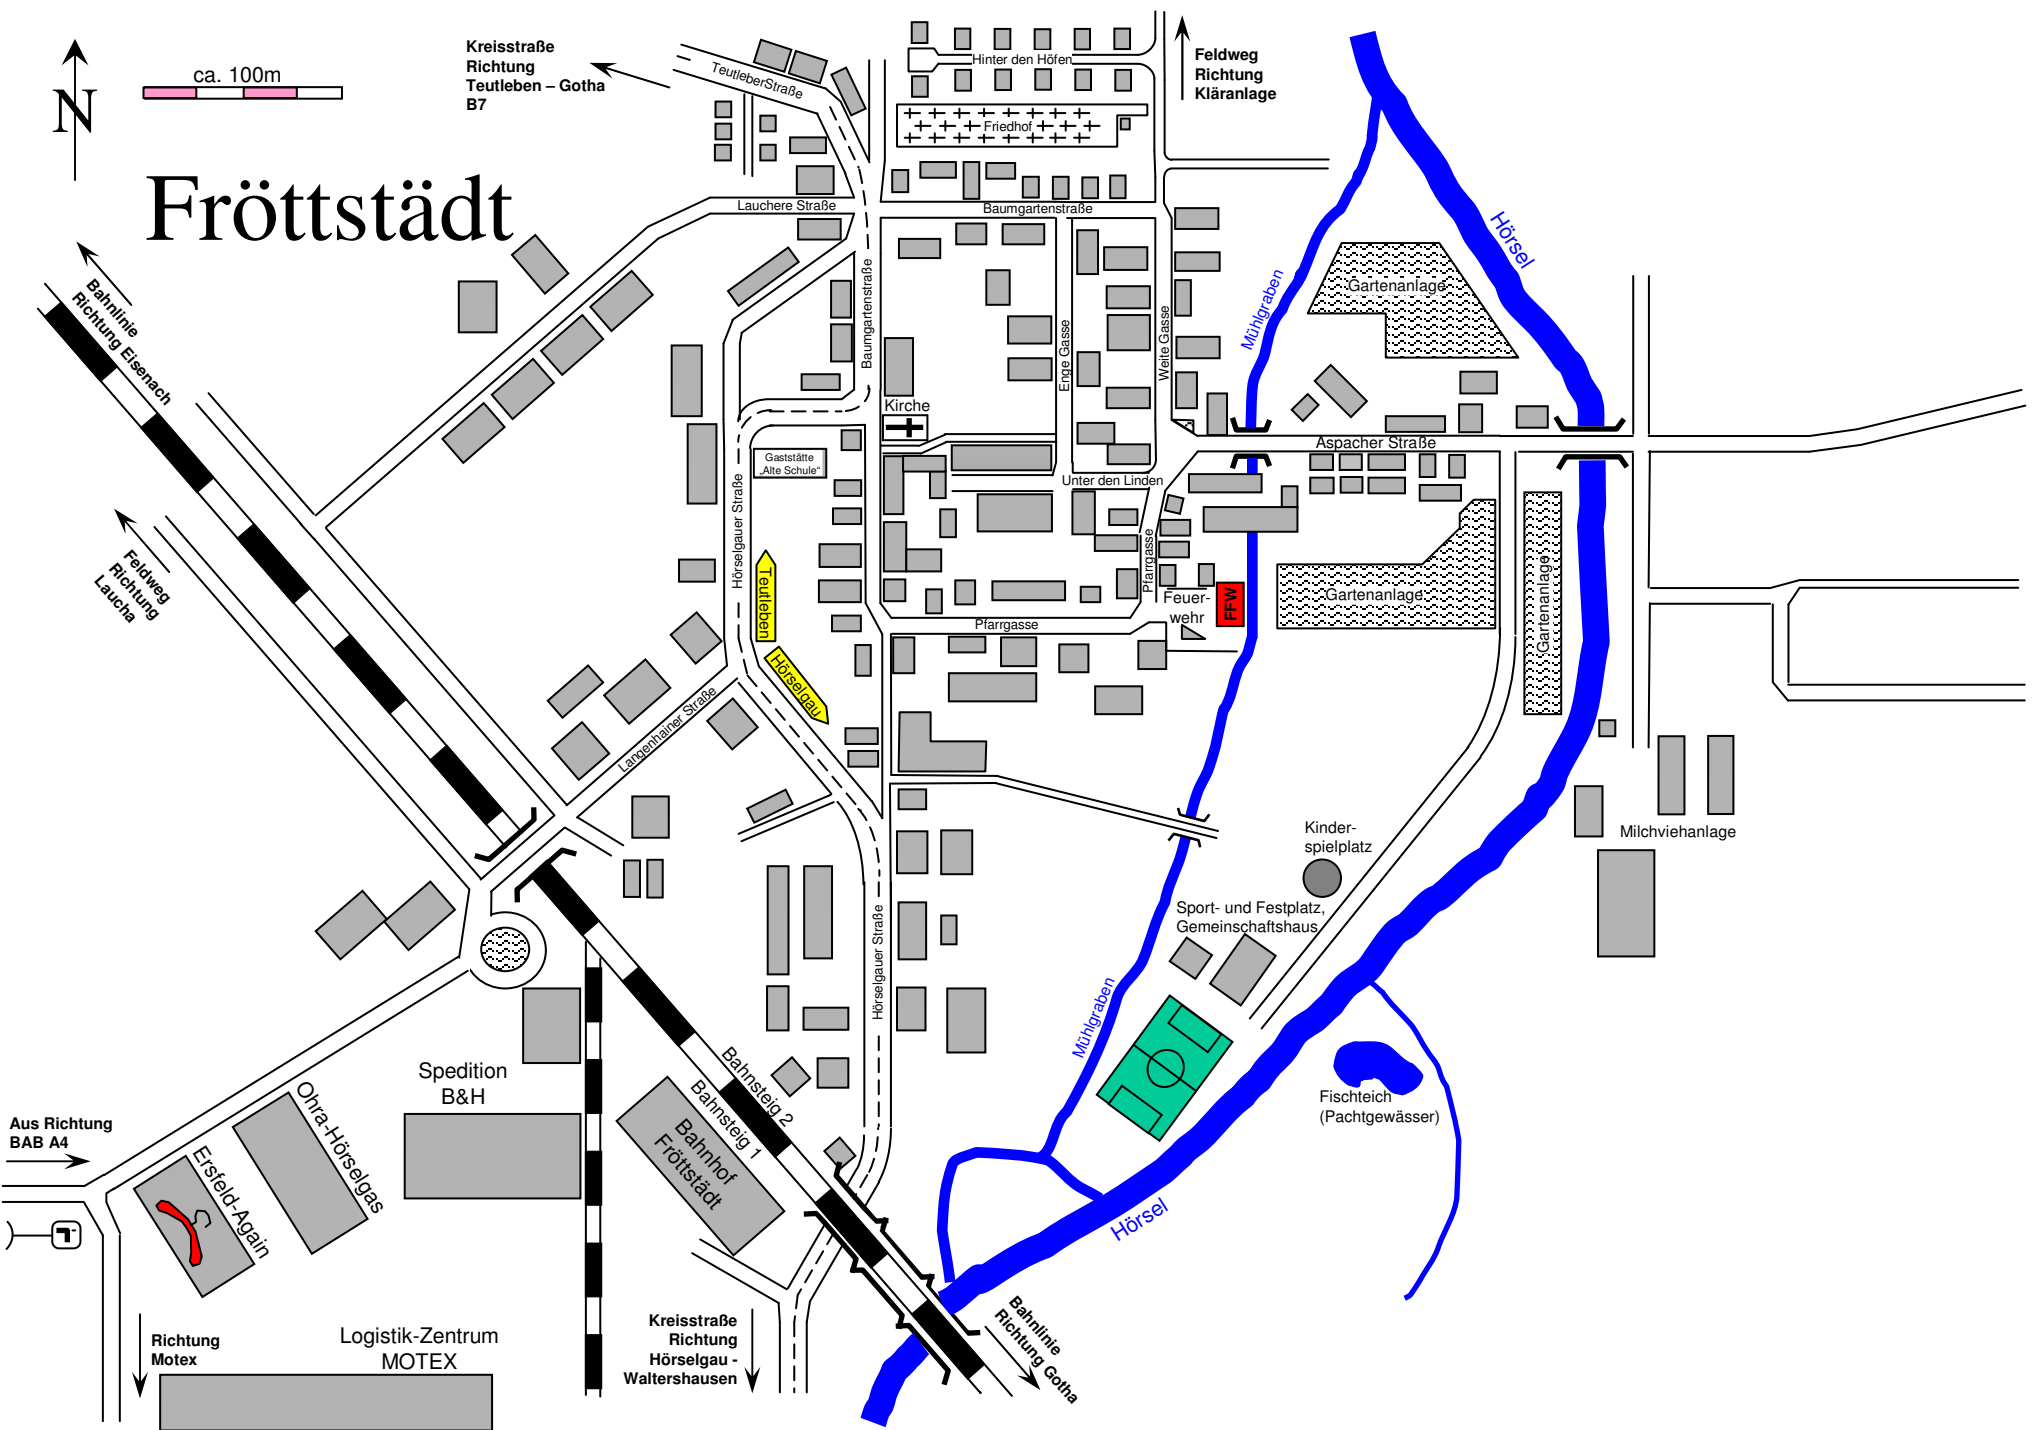 N
ca. 100m
Fröttstädt
Kreisstraße
Richtung
Teutleben – Gotha
B7
TeutleberStraße
Hinter den Höfen
Feldweg
Richtung
Kläranlage
Friedhof
Lauchere Straße
Baumgartenstraße
Hörsel
Bahnlinie
Richtung Eisenach
Baumgartenstraße
Enge Gasse
Weite Gasse
Mühlgraben
Gartenanlage
Kirche
Gaststätte
„Alte Schule“
Aspacher Straße
Unter den Linden
Hörselgauer Straße
Feldweg
Richtung
Laucha
Teutleben
Hörselgau
Pfarrgasse
Pfarrgasse
Feuer-
wehr
FFW
Gartenanlage
Gartenanlage
Langenhainer Straße
Milchviehanlage
Kinder-
spielplatz
Sport- und Festplatz,
Gemeinschaftshaus
Hörselgauer Straße
Mühlgraben
Fischteich
(Pachtgewässer)
Hörsel
Spedition
B&H
Bahnsteig 2
Bahnsteig 1
Bahnhof
Fröttstädt
Ohra-Hörselgas
Ersfeld-Again
Aus Richtung
BAB A4
Richtung
Motex
Logistik-Zentrum
MOTEX
Kreisstraße
Richtung
Hörselgau -
Waltershausen
Bahnlinie
Richtung Gotha